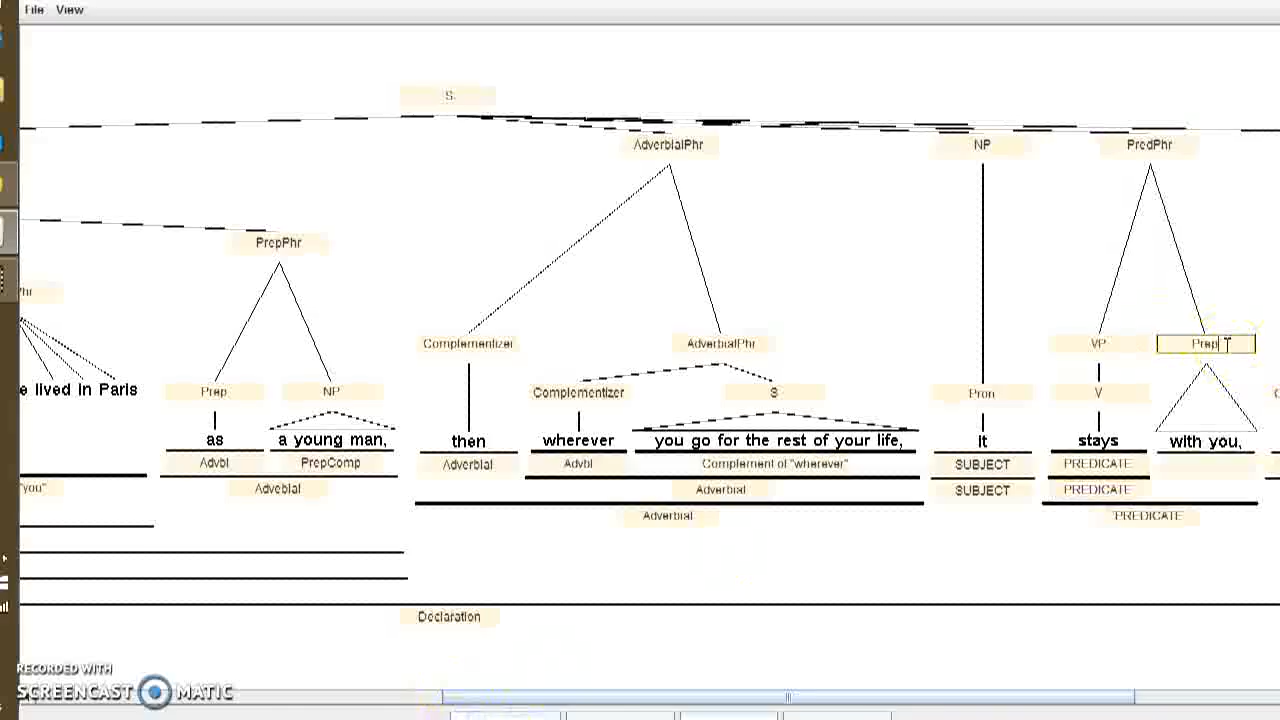 File View
S
AdverbialPhr NP PredPhr
PrepPhr
hr
Complementizer AdverbialPhr VP Prep
e lived in Paris Prep NP Complementizer S Pron V
as a young man, then wherever you go for the rest of your life, it stays with you,
Advbl PrepComp Adverbial Advbl Complement of "wherever" SUBJECT PREDICATE
"you" Advebial Adverbial SUBJECT PREDICATE
Adverbial PREDICATE
Declaration
RECORDED WITH
SCREENCAST MATIC